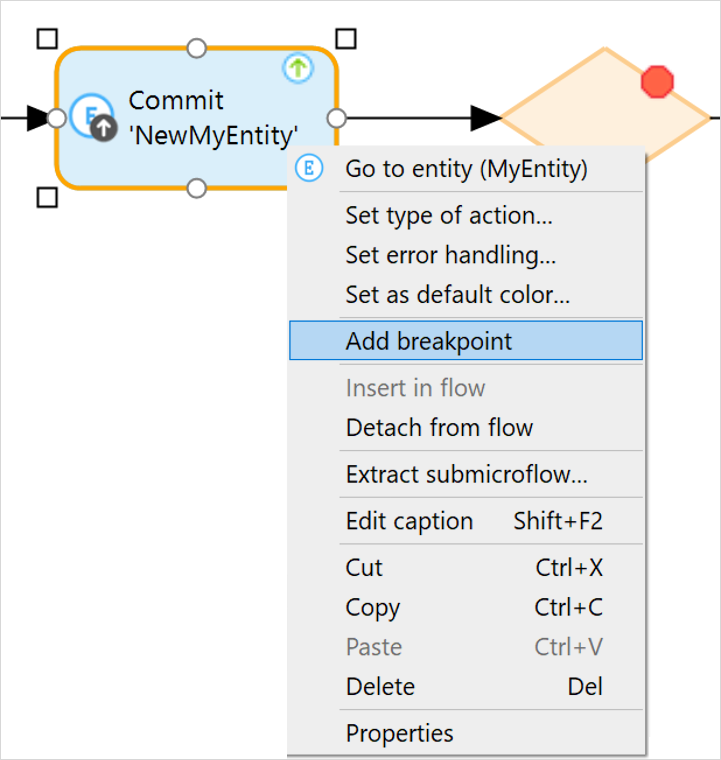 Commit
'NewMyEntity'
E
E Go to entity (MyEntity)
Set type of action...
Set error handling...
Set as default color...
Add breakpoint
Insert in flow
Detach from flow
Extract submicroflow...
Edit caption Shift+F2
Cut Ctrl+X
Copy Ctrl+C
Paste Ctrl+V
Delete Del
Properties